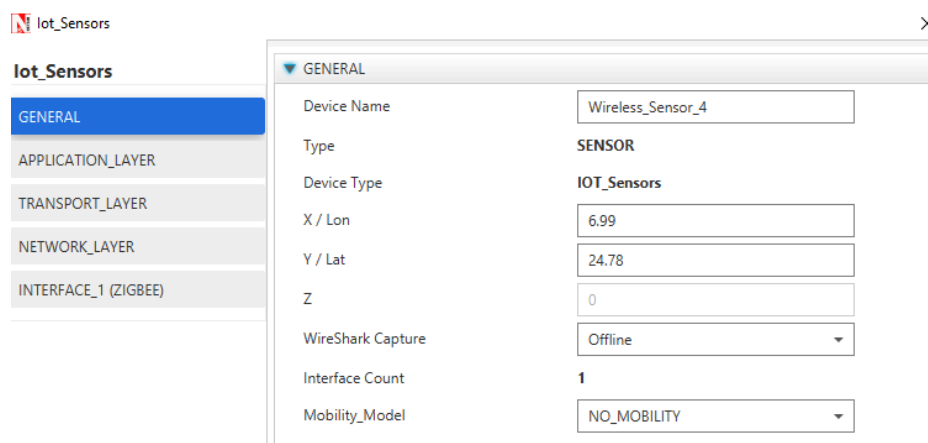 Iot_Sensors
Iot_Sensors
GENERAL
APPLICATION_LAYER
TRANSPORT_LAYER
NETWORK_LAYER
INTERFACE_1 (ZIGBEE)
GENERAL
Device Name Wireless_Sensor_4
Type SENSOR
Device Type IOT_Sensors
X / Lon 6.99
Y / Lat 24.78
Z 0
WireShark Capture Offline
Interface Count 1
Mobility_Model NO_MOBILITY